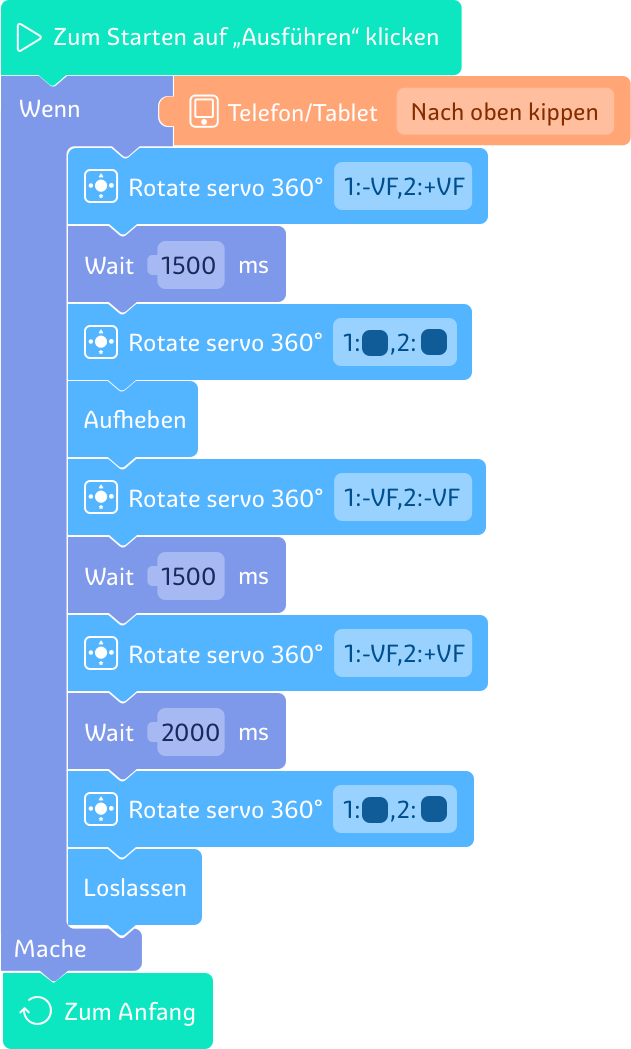 Zum Starten auf „Ausführen“ klicken
Wenn Telefon/Tablet Nach oben kippen
Rotate servo 360° 1:-VF,2:+VF
Wait 1500 ms
Rotate servo 360° 1: ,2:
Aufheben
Rotate servo 360° 1:-VF,2:-VF
Wait 1500 ms
Rotate servo 360° 1:-VF,2:+VF
Wait 2000 ms
Rotate servo 360° 1: ,2:
Loslassen
Mache
Zum Anfang